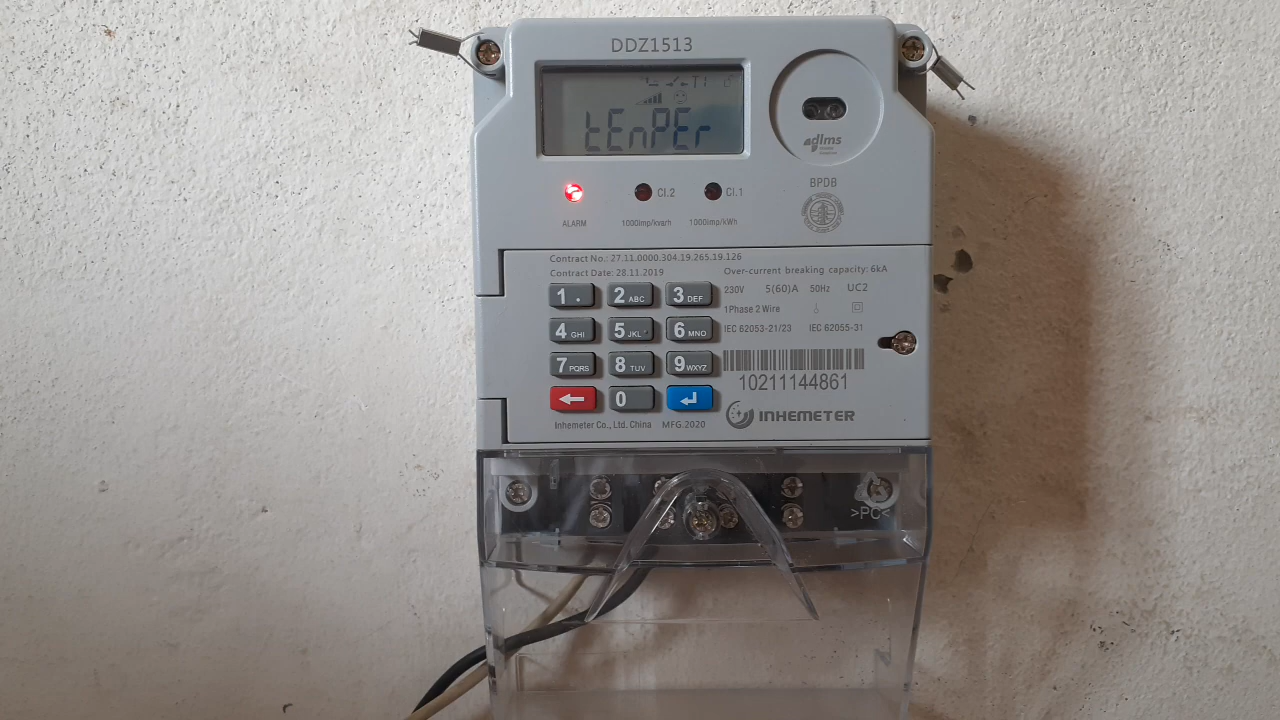 DDZ1513
T1
tEnPEr
dlms
BPDB
Cl.2
Cl.1
ALARM
1000imp/kvarh
1000imp/kWh
Contract No.: 27.11.0000.304.19.265.19.126
Contract Date: 28.11.2019
Over-current breaking capacity: 6kA
230V 5(60)A 50Hz UC2
1Phase 2 Wire
IEC 62053-21/23 IEC 62055-31
1 .
2 ABC
3 DEF
4 GHI
5 JKL
6 MNO
7 PQRS
8 TUV
9 WXYZ
0
10211144861
INHEMETER
Inhemeter Co., Ltd. China MFG.2020
>PC<